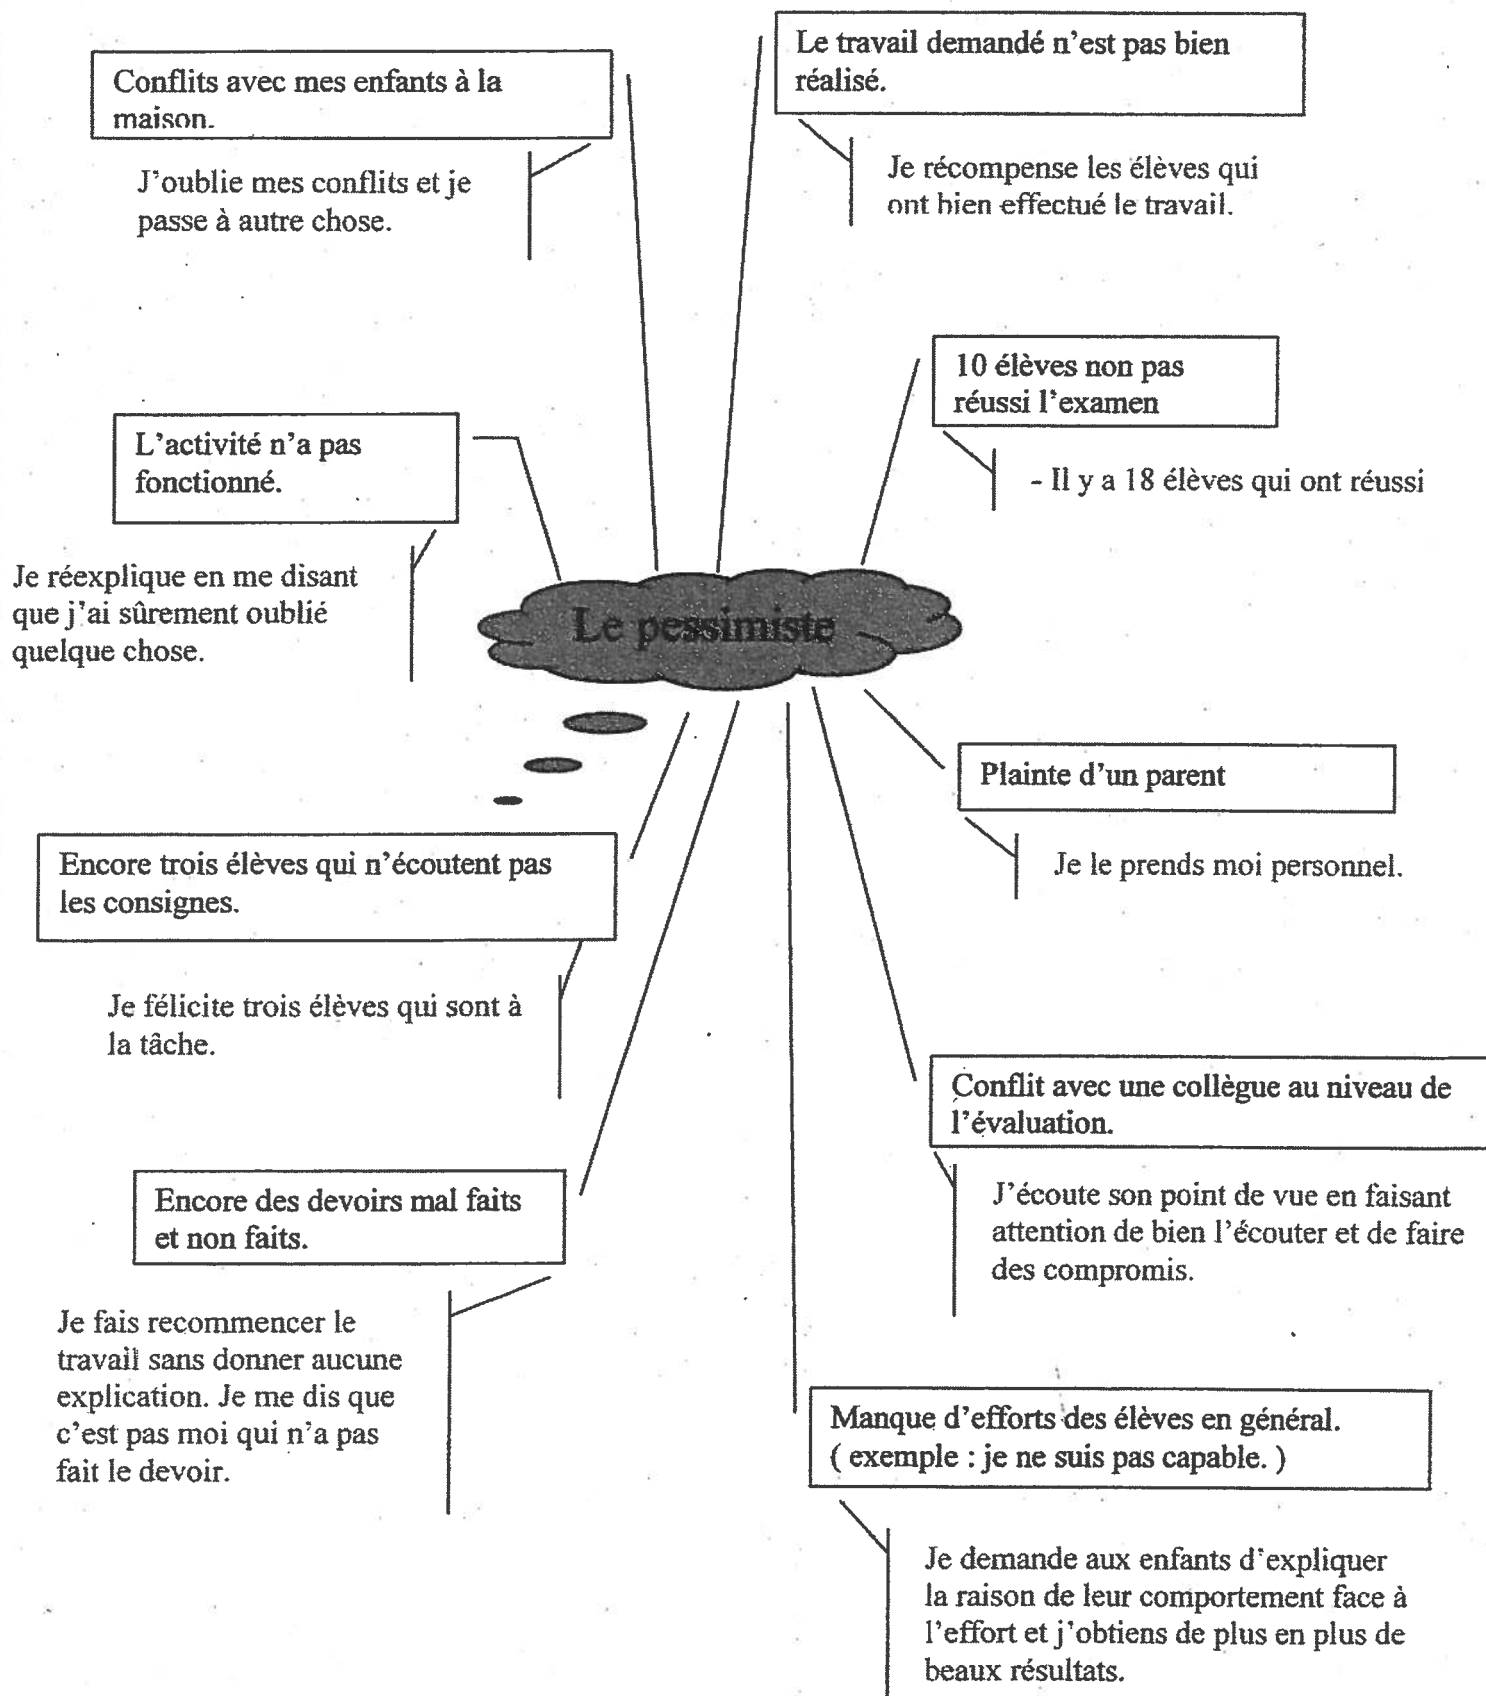 Conflits avec mes enfants à la
maison.
J'oublie mes conflits et je
passe à autre chose.
Le travail demandé n'est pas bien
réalisé.
Je récompense les élèves qui
ont bien effectué le travail.
10 élèves non pas
réussi l'examen
- Il y a 18 élèves qui ont réussi
L'activité n'a pas
fonctionné.
Je réexplique en me disant
que j'ai sûrement oublié
quelque chose.
Le pessimiste
Plainte d'un parent
Je le prends moi personnel.
Encore trois élèves qui n'écoutent pas
les consignes.
Je félicite trois élèves qui sont à
la tâche.
Conflit avec une collègue au niveau de
l'évaluation.
J'écoute son point de vue en faisant
attention de bien l'écouter et de faire
des compromis.
Encore des devoirs mal faits
et non faits.
Je fais recommencer le
travail sans donner aucune
explication. Je me dis que
c'est pas moi qui n'a pas
fait le devoir.
Manque d'efforts des élèves en général.
( exemple : je ne suis pas capable. )
Je demande aux enfants d'expliquer
la raison de leur comportement face à
l'effort et j'obtiens de plus en plus de
beaux résultats.